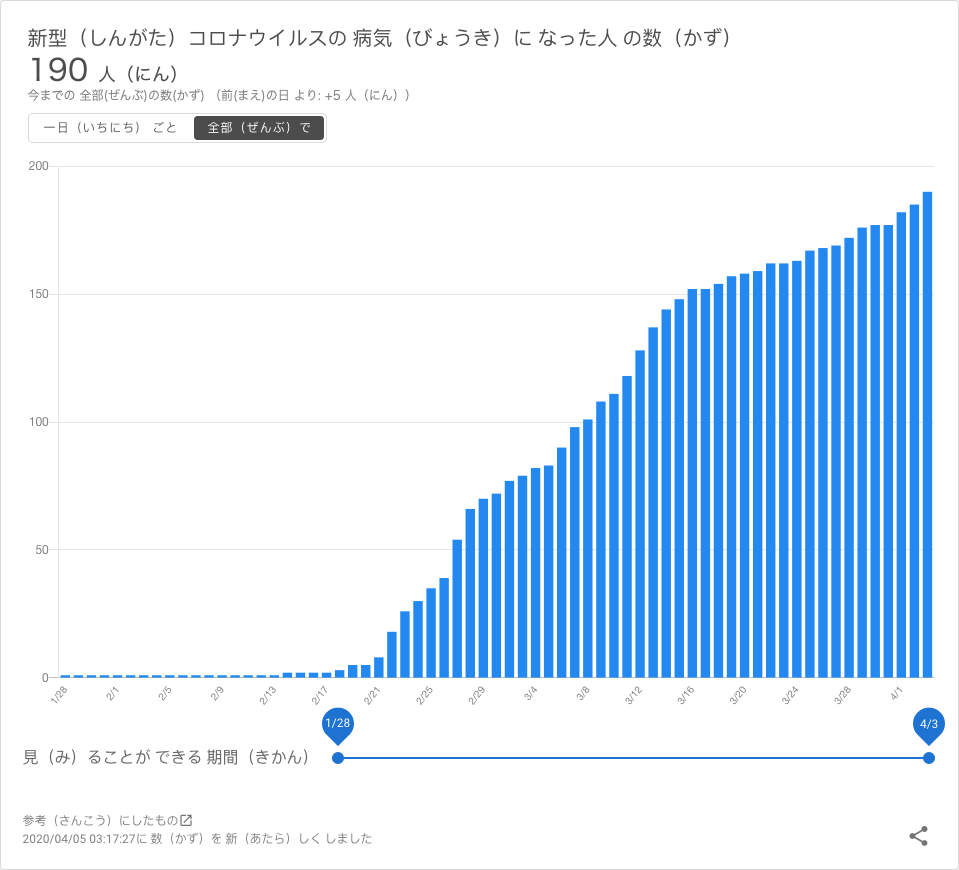 新型（しんがた）コロナウイルスの 病気（びょうき）に なった人 の数（かず）
190 人（にん）
今までの 全部(ぜんぶ)の数(かず) （前(まえ)の日 より: +5 人（にん））
一日（いちにち） ごと 全部（ぜんぶ）で
200
150
100
50
0
1/28 2/1 2/5 2/9 2/13 2/17 2/21 2/25 2/29 3/4 3/8 3/12 3/16 3/20 3/24 3/28 4/1
1/28 4/3
見（み）ることが できる 期間（きかん）
参考（さんこう）にしたもの
2020/04/05 03:17:27に 数（かず）を 新（あたら）しく しました